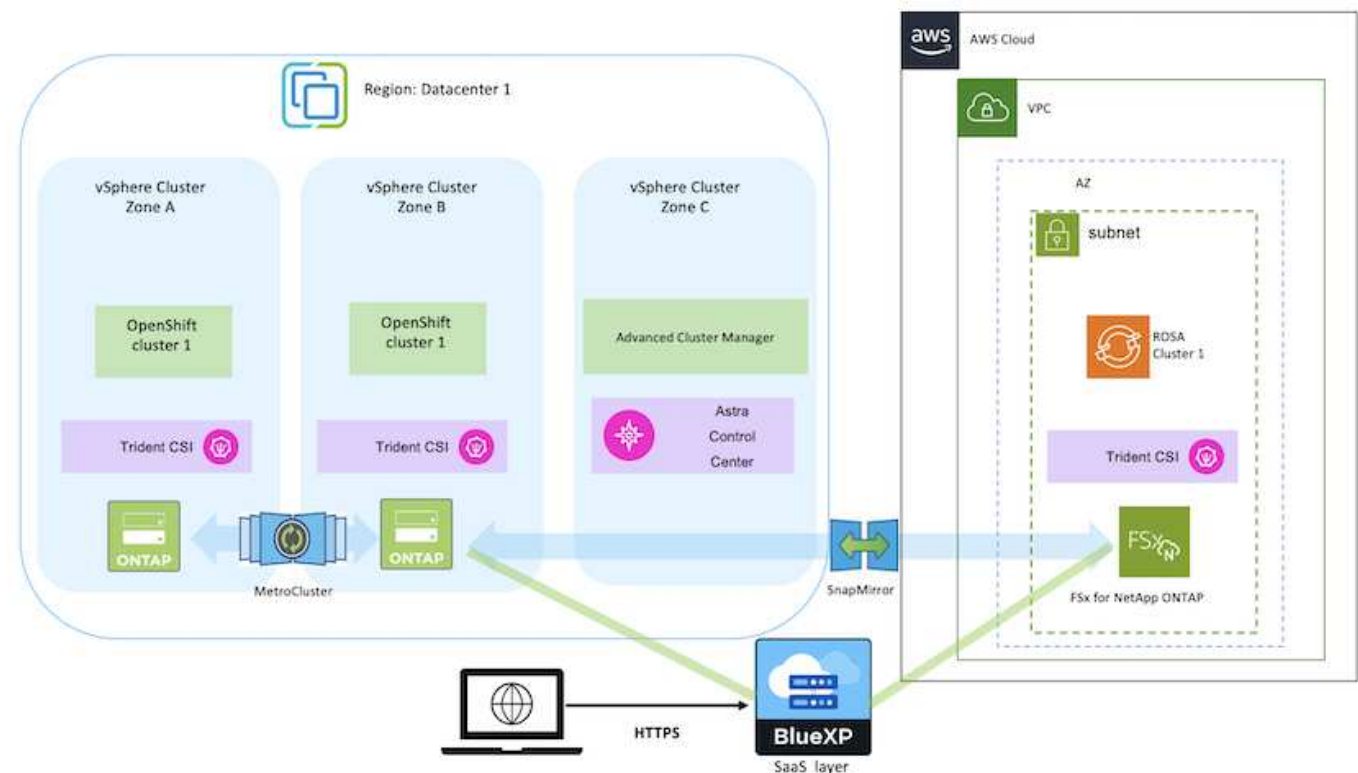 aws
AWS Cloud
Region: Datacenter 1
VPC
vSphere Cluster
Zone A
vSphere Cluster
Zone B
vSphere Cluster
Zone C
AZ
subnet
OpenShift
cluster 1
OpenShift
cluster 1
Advanced Cluster Manager
ROSA
Cluster 1
Trident CSI
Trident CSI
Astra
Control
Center
Trident CSI
ONTAP
ONTAP
FSx
N
MetroCluster
SnapMirror
FSx for NetApp ONTAP
HTTPS
BlueXP
SaaS layer